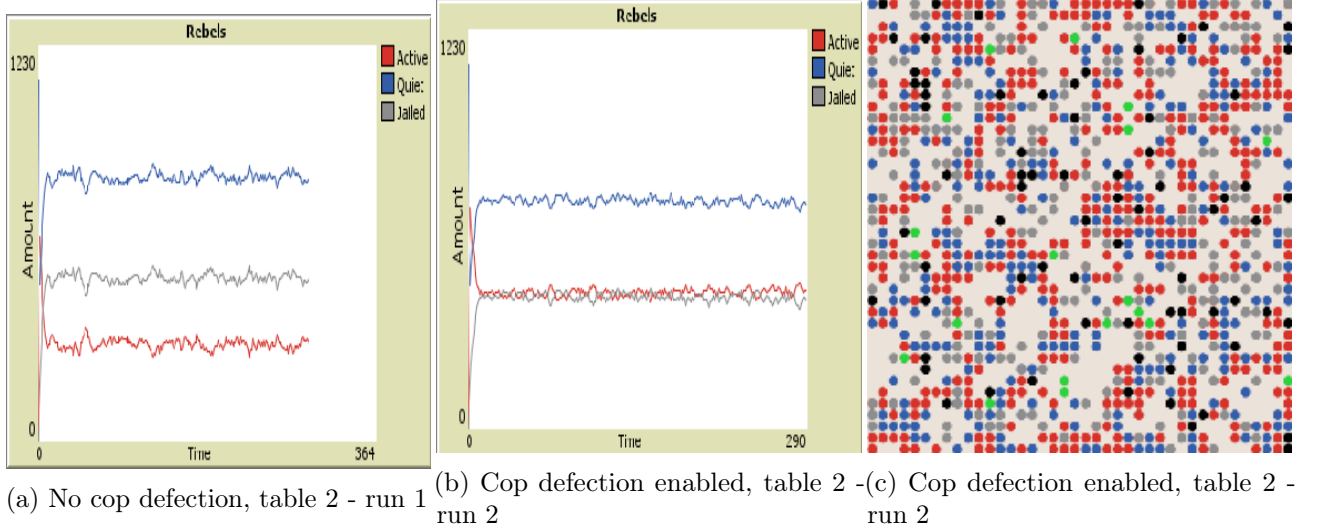 Rebels
1230
Amount
0
0
Time
364
Active
Quiet
Jailed
(a) No cop defection, table 2 - run 1
Rebels
1230
Amount
0
0
Time
290
Active
Quiet
Jailed
(b) Cop defection enabled, table 2 -
run 2
(c) Cop defection enabled, table 2 -
run 2